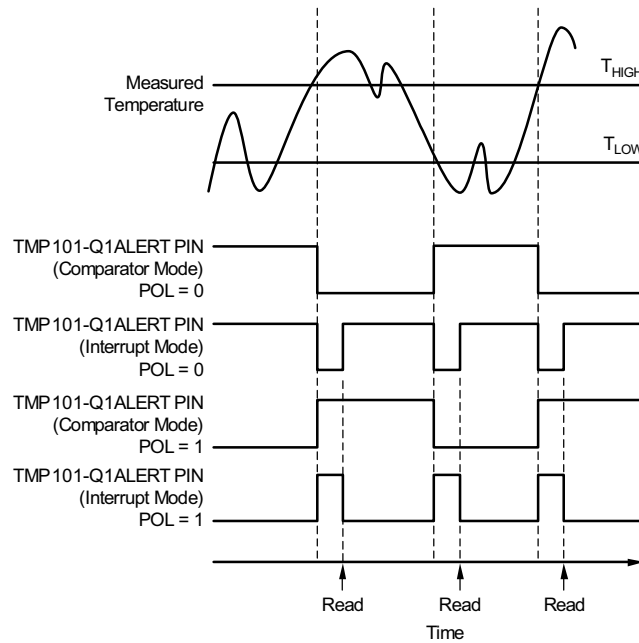 T_HIGH
Measured
Temperature
T_LOW
TMP101-Q1ALERT PIN
(Comparator Mode)
POL = 0
TMP101-Q1ALERT PIN
(Interrupt Mode)
POL = 0
TMP101-Q1ALERT PIN
(Comparator Mode)
POL = 1
TMP101-Q1ALERT PIN
(Interrupt Mode)
POL = 1
Read Read Read
Time